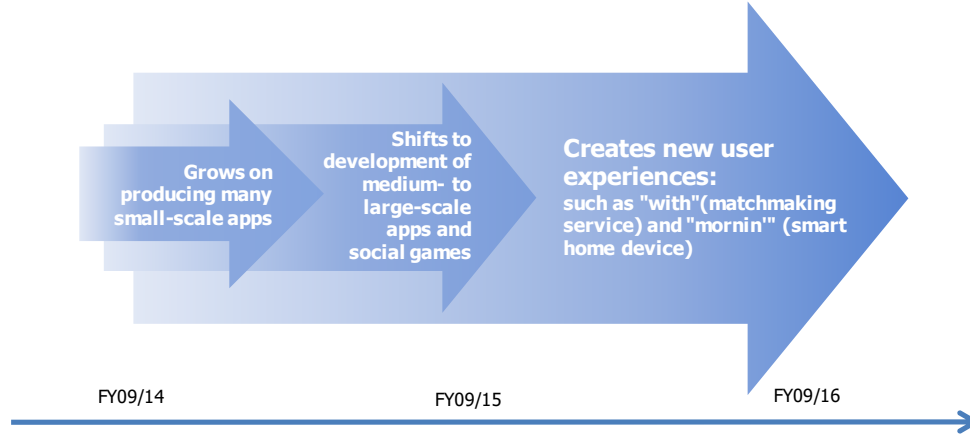 Grows on
producing many
small-scale apps
Shifts to
development of
medium- to
large-scale
apps and
social games
Creates new user
experiences:
such as "with"(matchmaking
service) and "mornin'" (smart
home device)
FY09/14
FY09/15
FY09/16